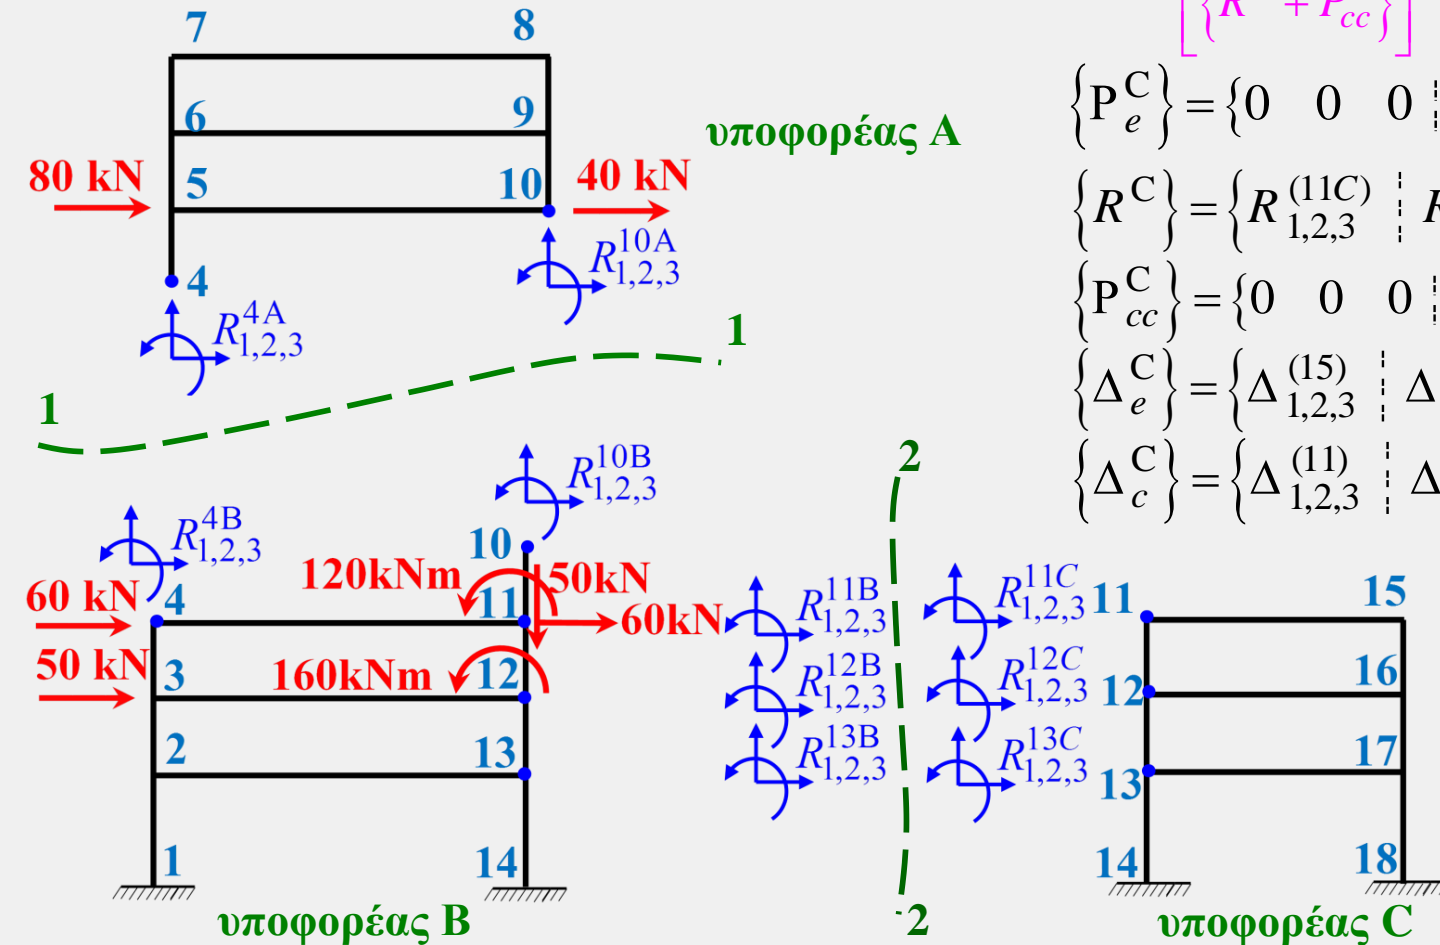 7 8
6 9
υποφορέας A
80 kN 5 10 40 kN
4
R^{10A}_{1,2,3}
R^{4A}_{1,2,3}
1 1
R^{10B}_{1,2,3}
R^{4B}_{1,2,3}
10
120kNm 50kN
60 kN 4 11 60kN
50 kN 3 160kNm 12
2 13
1 14
υποφορέας B
R^{11B}_{1,2,3}
R^{12B}_{1,2,3}
R^{13B}_{1,2,3}
2
2
R^{11C}_{1,2,3}
R^{12C}_{1,2,3}
R^{13C}_{1,2,3}
11 15
12 16
13 17
14 18
υποφορέας C
+ P_{cc}}]
{P^{C}_{e}} = {0 0 0
{R^{C}} = {R^{(11C)}_{1,2,3} R
{P^{C}_{cc}} = {0 0 0
{Δ^{C}_{e}} = {Δ^{(15)}_{1,2,3} Δ
{Δ^{C}_{c}} = {Δ^{(11)}_{1,2,3} Δ